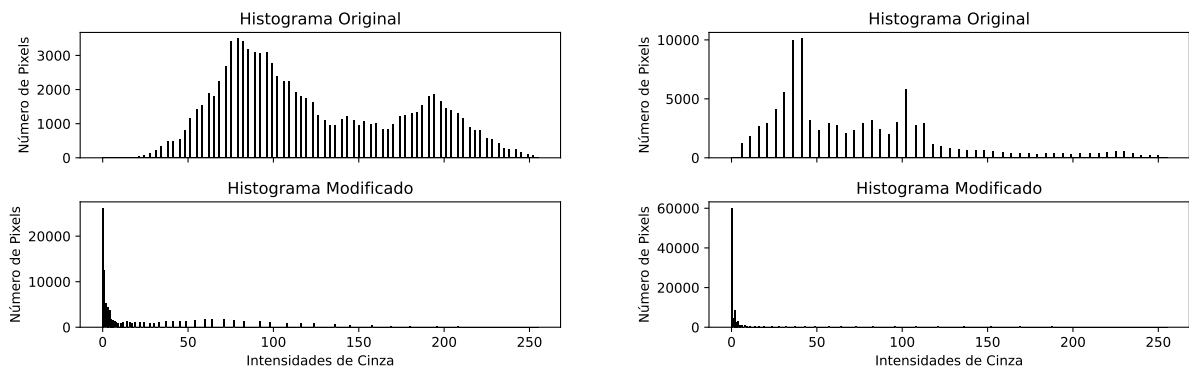 Histograma Original
Número de Pixels
3000
2000
1000
0
Histograma Modificado
Número de Pixels
20000
10000
0
0 50 100 150 200 250
Intensidades de Cinza
Histograma Original
Número de Pixels
10000
5000
0
Histograma Modificado
Número de Pixels
60000
40000
20000
0
0 50 100 150 200 250
Intensidades de Cinza